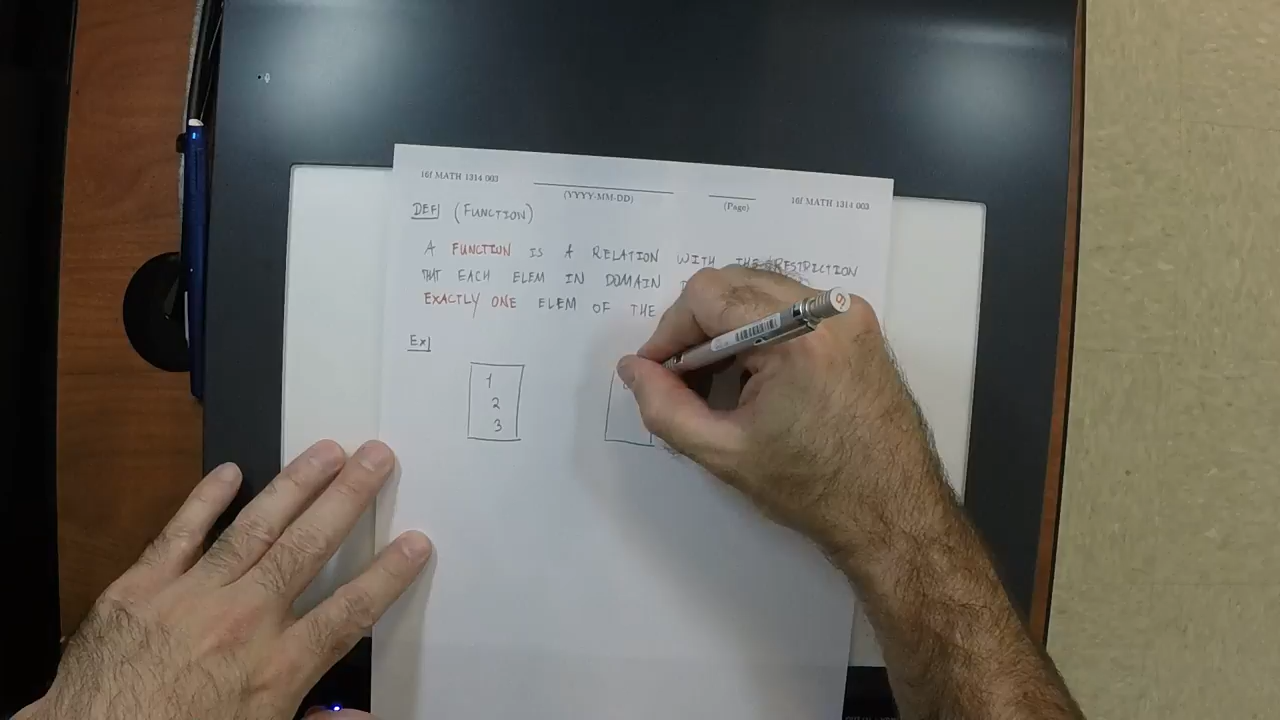 16f MATH 1314 003
(YYYY-MM-DD)
(Page)
16f MATH 1314 003
DEF (FUNCTION)
A FUNCTION IS A RELATION WITH THE RESTRICTION
THAT EACH ELEM IN DOMAIN
EXACTLY ONE ELEM OF THE
Ex
1
2
3